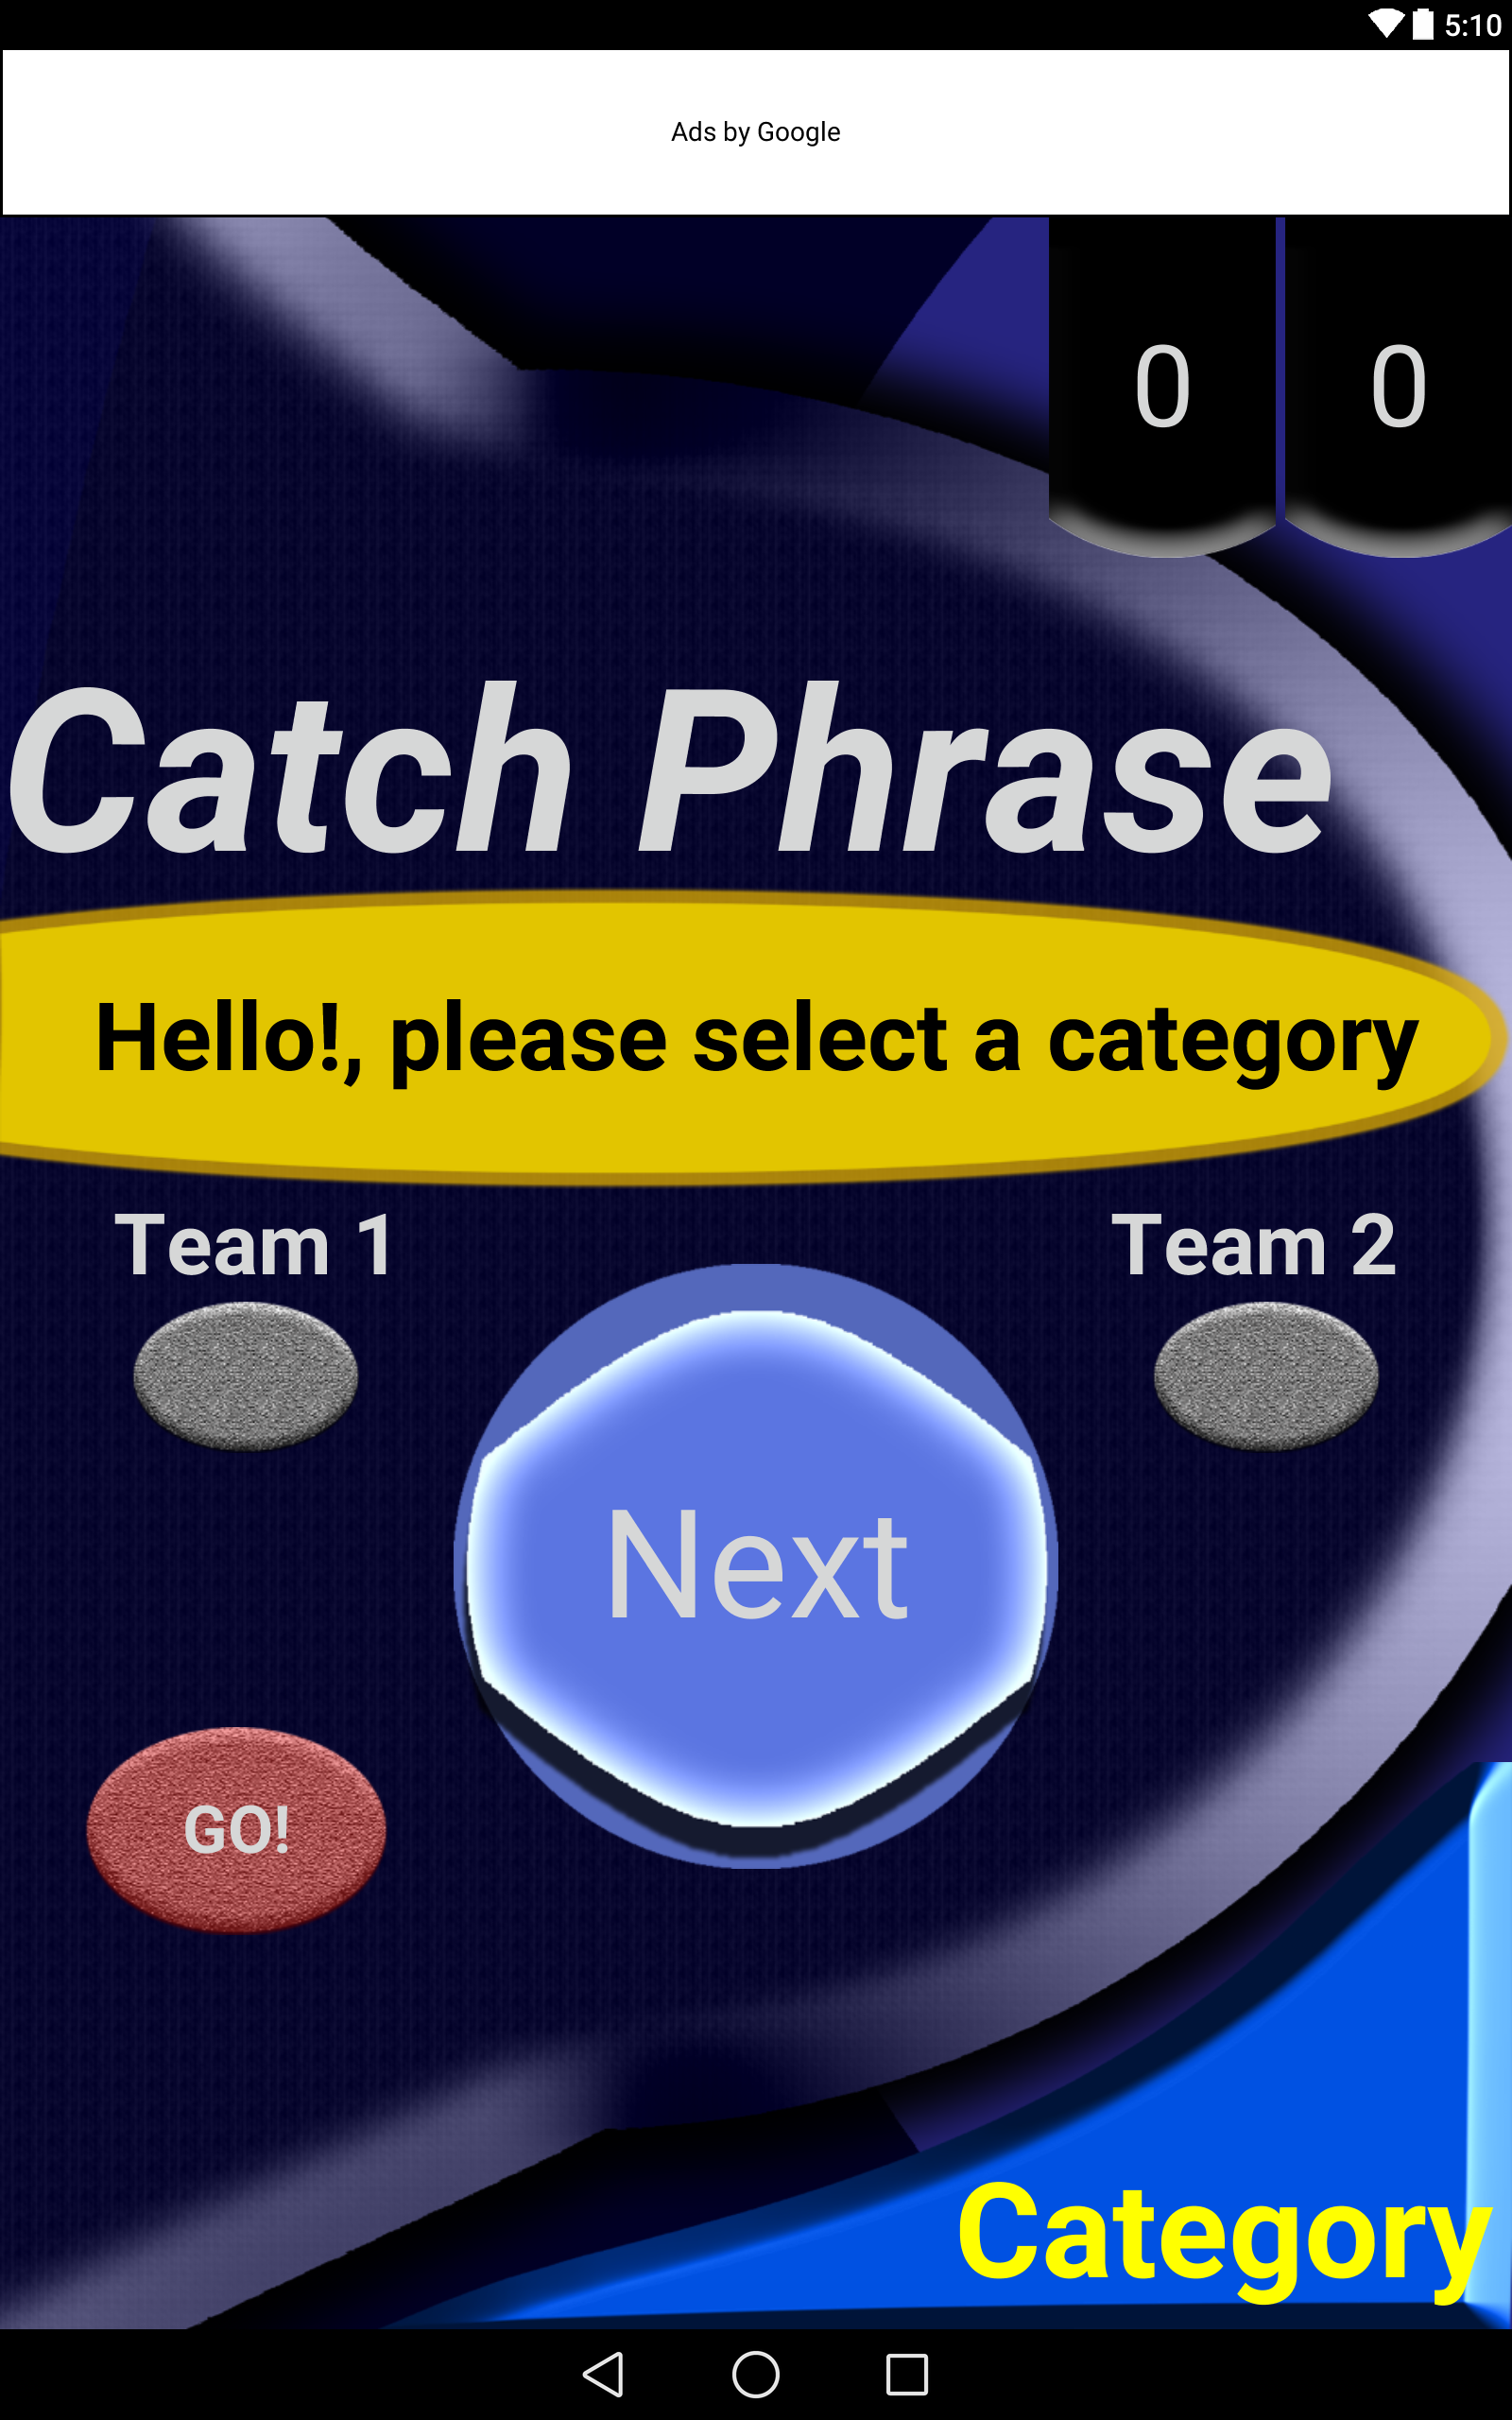 5:10
Ads by Google
0 0
Catch Phrase
Hello!, please select a category
Team 1 Team 2
Next
GO!
Category